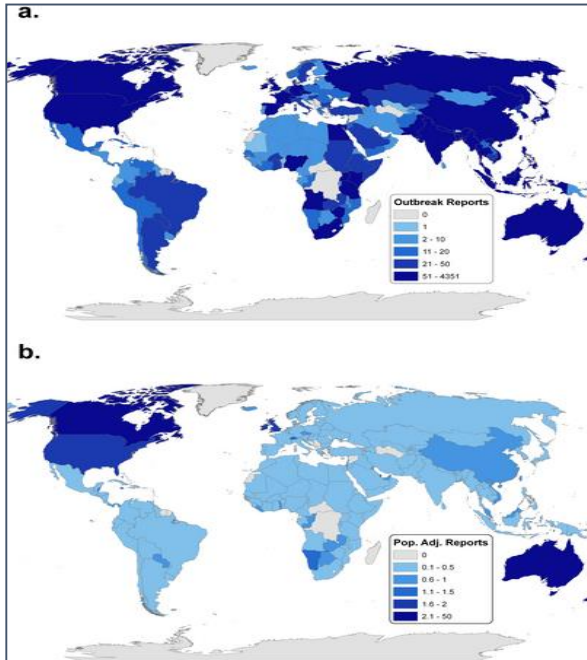 a.
Outbreak Reports
0
1
2 - 10
11 - 20
21 - 50
51 - 4351
b.
Pop. Adj. Reports
0
0.1 - 0.5
0.6 - 1
1.1 - 1.5
1.6 - 2
2.1 - 50